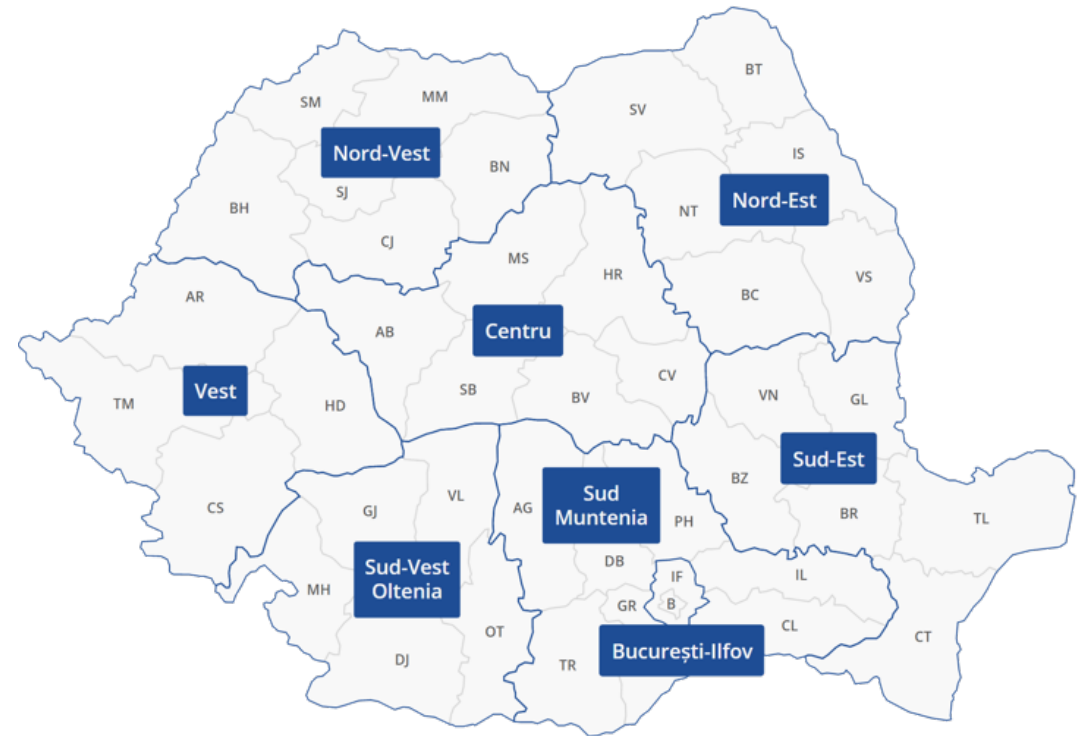 BT
SM
MM
SV
Nord-Vest
IS
BN
SJ
Nord-Est
BH
NT
CJ
MS
HR
VS
BC
AR
AB
Centru
CV
Vest
SB
BV
VN
GL
TM
HD
Sud-Est
BZ
VL
Sud
Muntenia
CS
GJ
AG
PH
BR
TL
DB
Sud-Vest
Oltenia
IF
IL
MH
GR
B
CL
OT
CT
București-Ilfov
DJ
TR